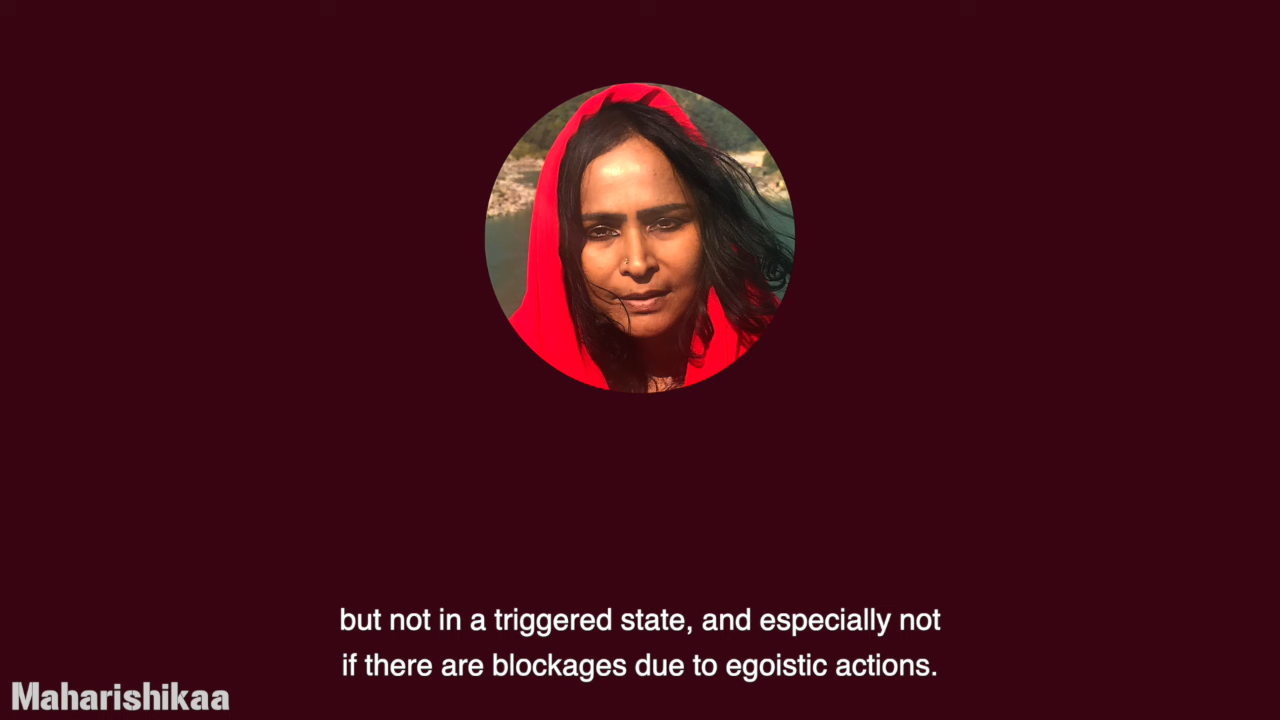 but not in a triggered state, and especially not
if there are blockages due to egoistic actions.
Maharishikaa